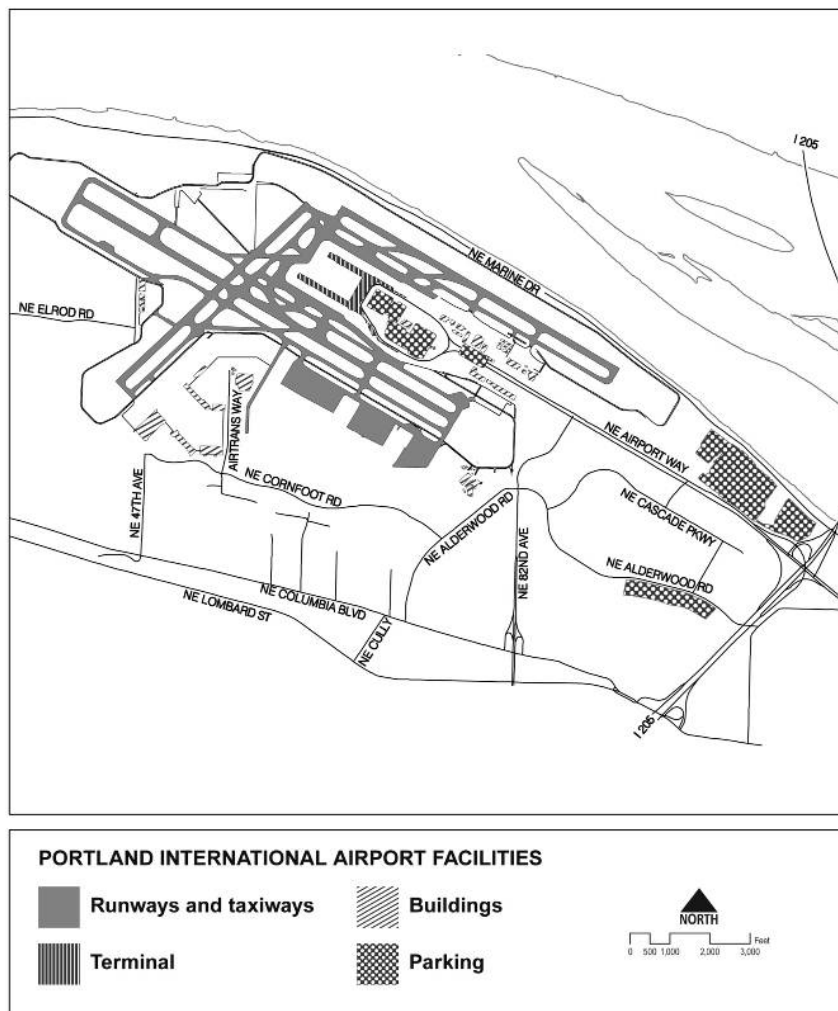 I 205
NE MARINE DR
NE ELROD RD
AIRTRANS WAY
NE AIRPORT WAY
NE CORNFOOT RD
NE 47TH AVE
NE CASCADE PKWY
NE ALDERWOOD RD
NE 82ND AVE
NE ALDERWOOD RD
NE COLUMBIA BLVD
NE LOMBARD ST
NE CULLY
I 205
PORTLAND INTERNATIONAL AIRPORT FACILITIES
Runways and taxiways
Buildings
Terminal
Parking
NORTH
Feet
0 500 1,000 2,000 3,000